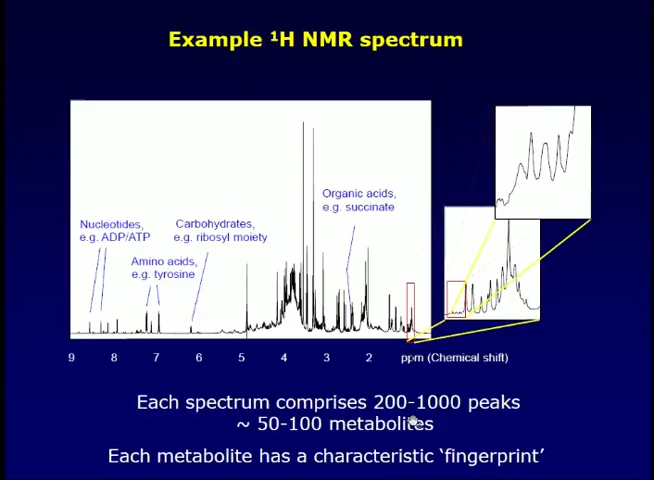 Example ¹H NMR spectrum
Organic acids,
e.g. succinate
Nucleotides,
e.g. ADP/ATP
Carbohydrates,
e.g. ribosyl moiety
Amino acids,
e.g. tyrosine
9 8 7 6 5 4 3 2 ppm (Chemical shift)
Each spectrum comprises 200-1000 peaks
~ 50-100 metabolites
Each metabolite has a characteristic ‘fingerprint’